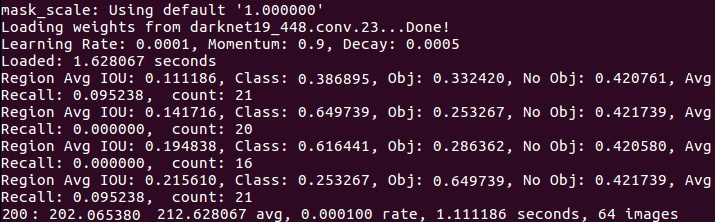 mask_scale: Using default '1.000000'
Loading weights from darknet19_448.conv.23...Done!
Learning Rate: 0.0001, Momentum: 0.9, Decay: 0.0005
Loaded: 1.628067 seconds
Region Avg IOU: 0.111186, Class: 0.386895, Obj: 0.332420, No Obj: 0.420761, Avg
Recall: 0.095238,  count: 21
Region Avg IOU: 0.141716, Class: 0.649739, Obj: 0.253267, No Obj: 0.421739, Avg
Recall: 0.000000,  count: 20
Region Avg IOU: 0.194838, Class: 0.616441, Obj: 0.286362, No Obj: 0.420580, Avg
Recall: 0.000000,  count: 16
Region Avg IOU: 0.215610, Class: 0.253267, Obj: 0.649739, No Obj: 0.421739, Avg
Recall: 0.095238,  count: 21
200: 202.065380  212.628067 avg, 0.000100 rate, 1.111186 seconds, 64 images